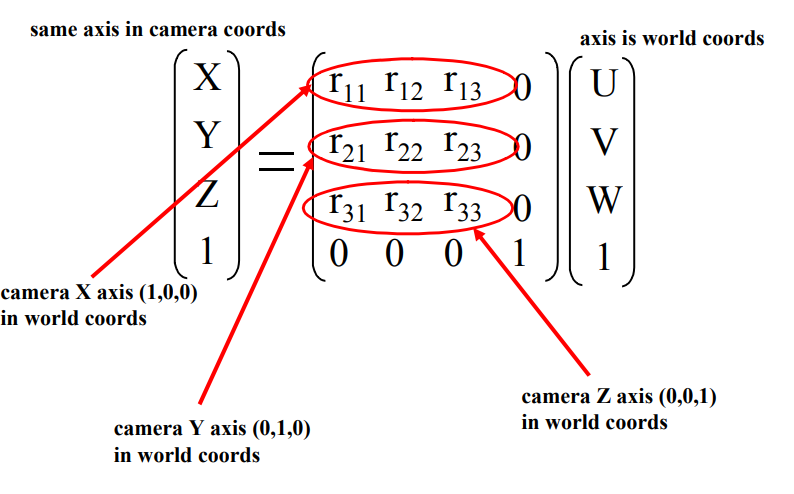 same axis in camera coords
axis is world coords
X r11 r12 r13 0 U
Y = r21 r22 r23 0 V
Z r31 r32 r33 0 W
1 0 0 0 1 1
camera X axis (1,0,0)
in world coords
camera Y axis (0,1,0)
in world coords
camera Z axis (0,0,1)
in world coords